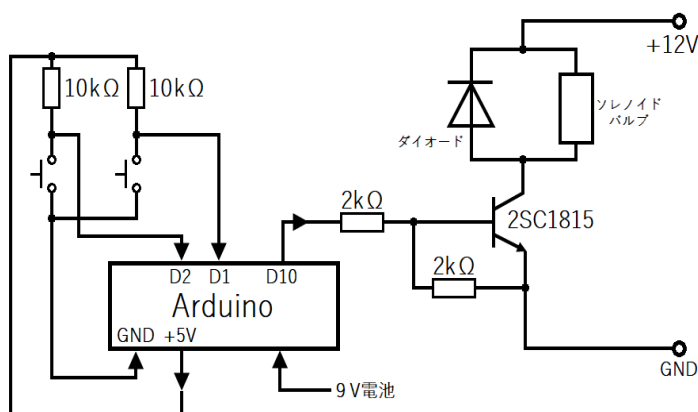 +12V
10kΩ
10kΩ
ダイオード
ソレノイド
バルブ
2kΩ
2SC1815
2kΩ
D2
D1
D10
Arduino
GND
+5V
9V電池
GND